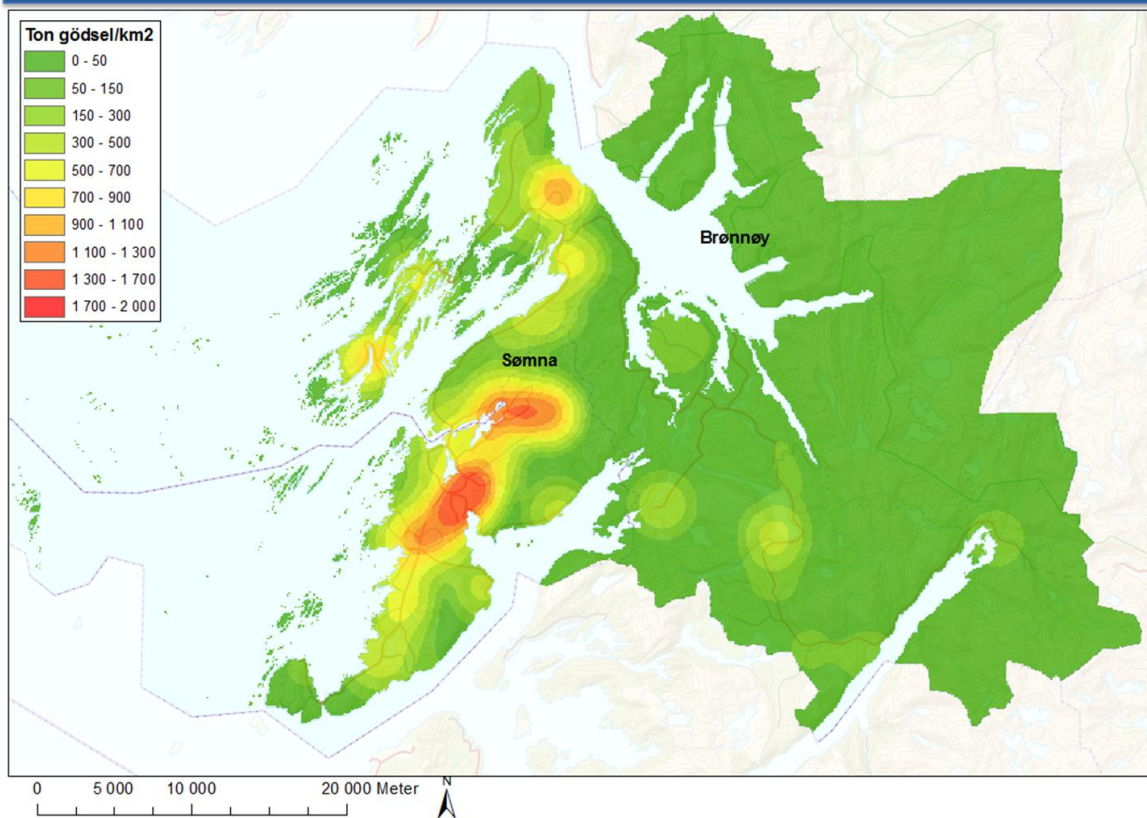 Ton gödsel/km2
0 - 50
50 - 150
150 - 300
300 - 500
500 - 700
700 - 900
900 - 1 100
1 100 - 1 300
1 300 - 1 700
1 700 - 2 000
Brønnøy
Sømna
0 5 000 10 000 20 000 Meter
N